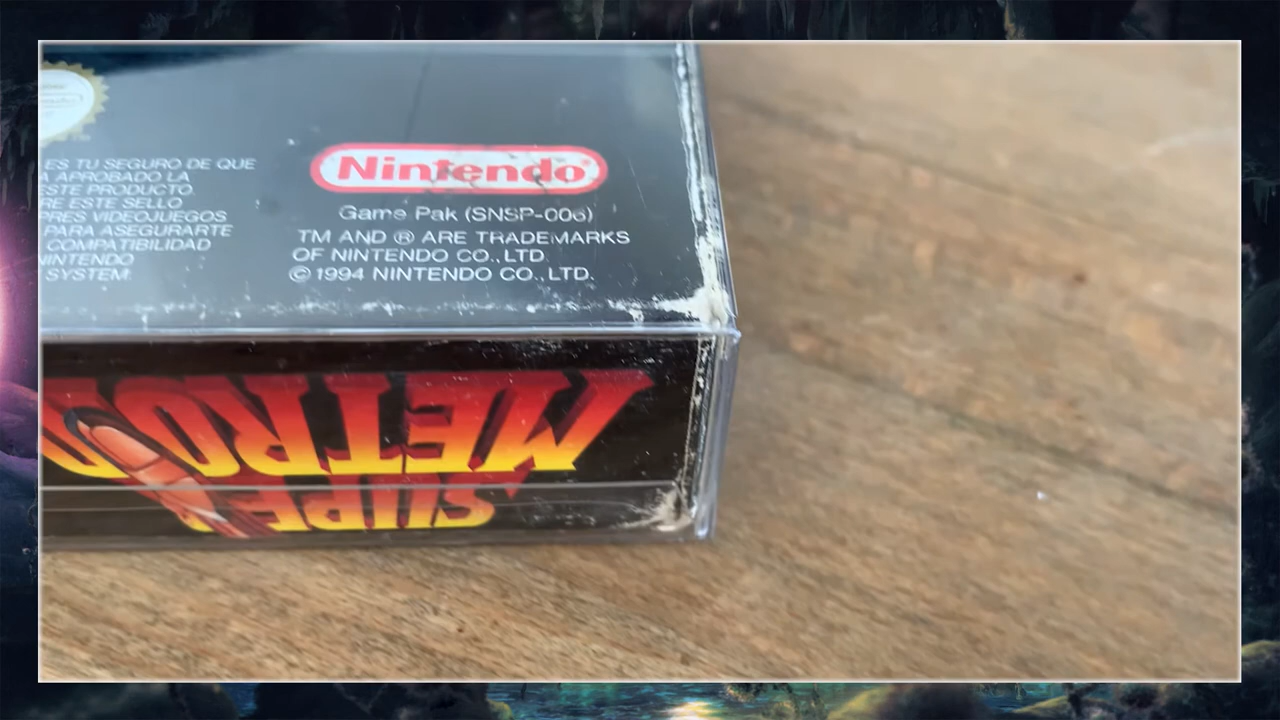 ES TU SEGURO DE QUE
A APROBADO LA
ESTE PRODUCTO.
RE ESTE SELLO
PRES VIDEOJUEGOS
PARA ASEGURARTE
COMPATIBILIDAD
NINTENDO
SYSTEM.
Nintendo®
Game Pak (SNSP-006)
TM AND ® ARE TRADEMARKS
OF NINTENDO CO., LTD.
© 1994 NINTENDO CO., LTD.
SUPER
METROID